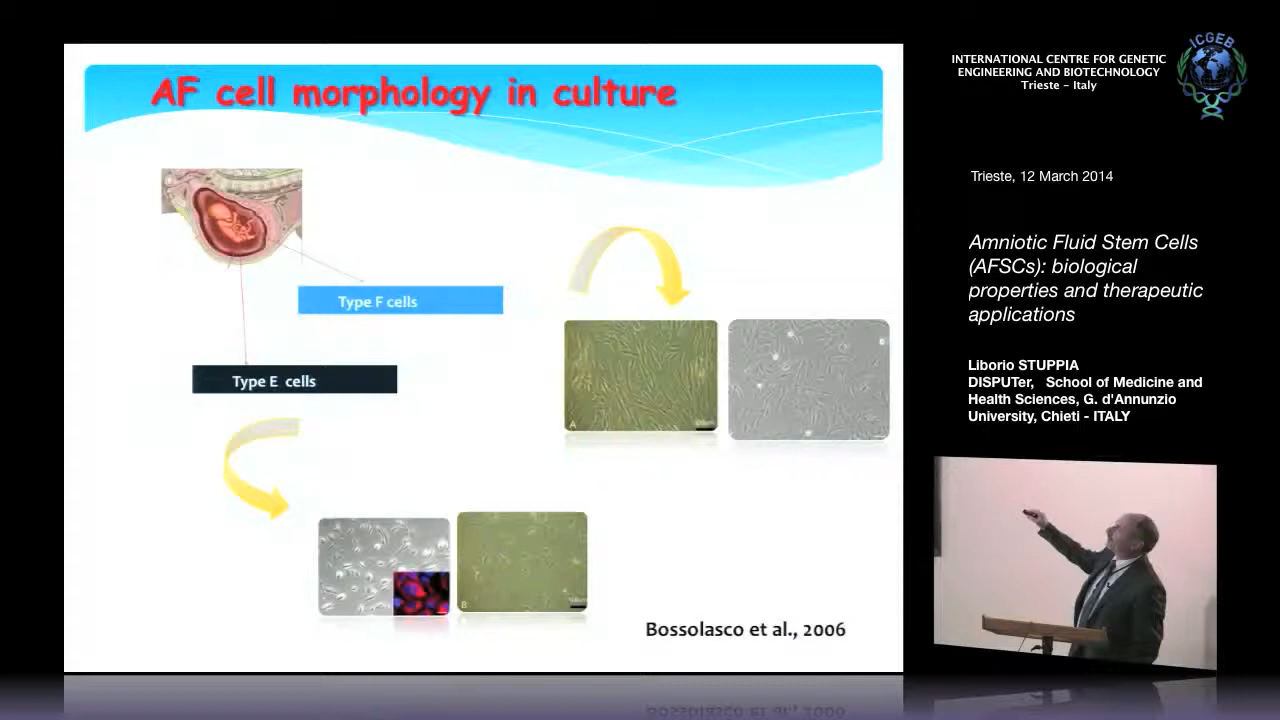 AF cell morphology in culture
Type F cells
Type E cells
A
B
Bossolasco et al., 2006
ICGEB
INTERNATIONAL CENTRE FOR GENETIC
ENGINEERING AND BIOTECHNOLOGY
Trieste - Italy
Trieste, 12 March 2014
Amniotic Fluid Stem Cells
(AFSCs): biological
properties and therapeutic
applications
Liborio STUPPIA
DISPUTer, School of Medicine and
Health Sciences, G. d'Annunzio
University, Chieti - ITALY